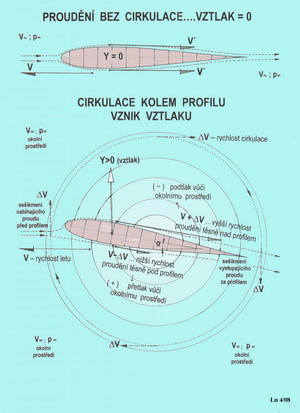 PROUDĚNÍ BEZ CIRKULACE....VZTLAK = 0
V∞ ; p∞
V´
Y = 0
V
V´
V∞ ; p∞
CIRKULACE KOLEM PROFILU
VZNIK VZTLAKU
V∞ ; p∞
okolní
prostředí
ΔV – rychlost cirkulace
Y>0 (vztlak)
(–) podtlak vůči
okolnímu prostředí
ΔV
sešikmení
nabíhajícího
proudu
před profilem
V + ΔV ... vyšší rychlost
proudění těsně nad profilem
α
V – rychlost letu
V–ΔV ... nižší rychlost
proudění těsně pod profilem
sešikmení
vystupujícího
proudu
za profilem
(+) přetlak vůči
okolnímu prostředí
ΔV
V∞ ; p∞
okolní
prostředí
ΔV
V∞ ; p∞
okolní
prostředí
Ln 4/08